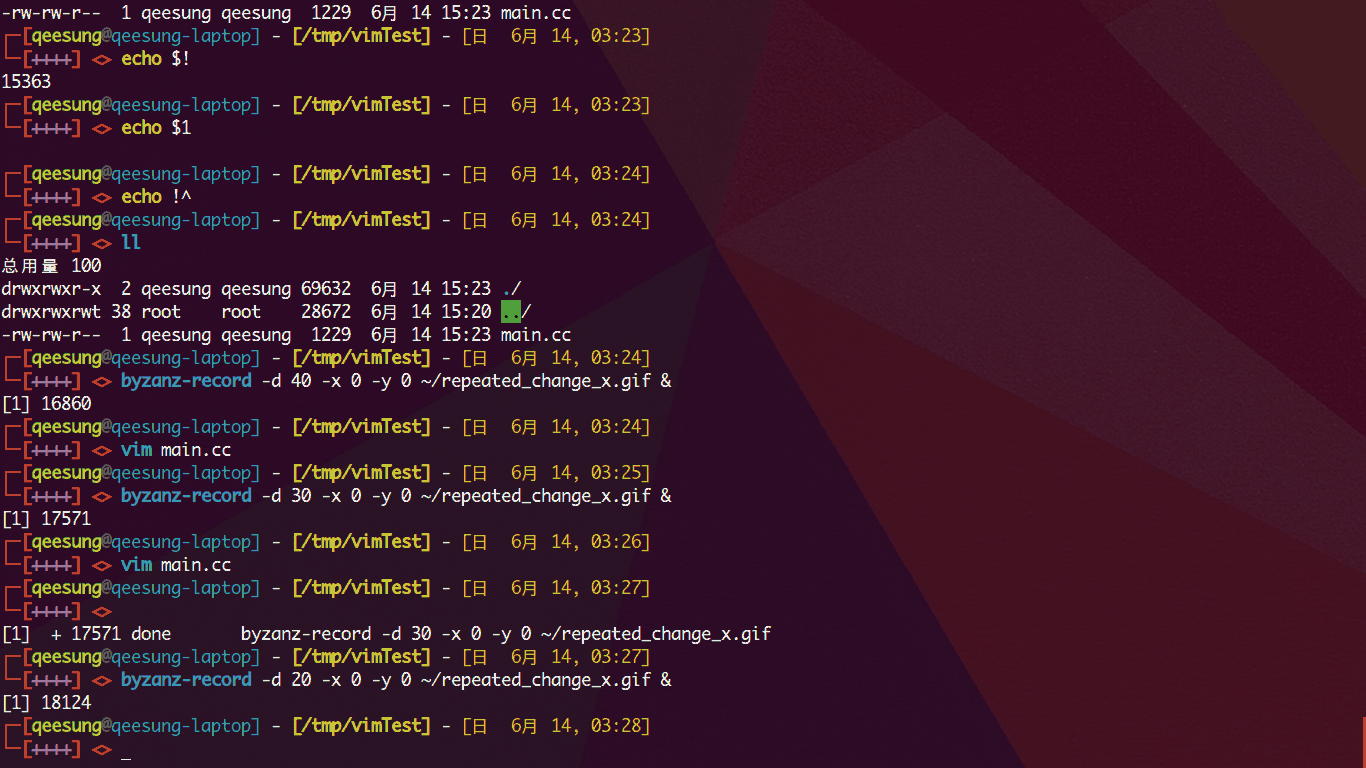 -rw-rw-r--  1 qeesung qeesung  1229  6月 14 15:23 main.cc
┌─[qeesung@qeesung-laptop] - [/tmp/vimTest] - [日  6月 14, 03:23]
└─[++++] <> echo $!
15363
┌─[qeesung@qeesung-laptop] - [/tmp/vimTest] - [日  6月 14, 03:23]
└─[++++] <> echo $1

┌─[qeesung@qeesung-laptop] - [/tmp/vimTest] - [日  6月 14, 03:24]
└─[++++] <> echo !^
┌─[qeesung@qeesung-laptop] - [/tmp/vimTest] - [日  6月 14, 03:24]
└─[++++] <> ll
总用量 100
drwxrwxr-x  2 qeesung qeesung 69632  6月 14 15:23 ./
drwxrwxrwt 38 root    root    28672  6月 14 15:20 ../
-rw-rw-r--  1 qeesung qeesung  1229  6月 14 15:23 main.cc
┌─[qeesung@qeesung-laptop] - [/tmp/vimTest] - [日  6月 14, 03:24]
└─[++++] <> byzanz-record -d 40 -x 0 -y 0 ~/repeated_change_x.gif &
[1] 16860
┌─[qeesung@qeesung-laptop] - [/tmp/vimTest] - [日  6月 14, 03:24]
└─[++++] <> vim main.cc
┌─[qeesung@qeesung-laptop] - [/tmp/vimTest] - [日  6月 14, 03:25]
└─[++++] <> byzanz-record -d 30 -x 0 -y 0 ~/repeated_change_x.gif &
[1] 17571
┌─[qeesung@qeesung-laptop] - [/tmp/vimTest] - [日  6月 14, 03:26]
└─[++++] <> vim main.cc
┌─[qeesung@qeesung-laptop] - [/tmp/vimTest] - [日  6月 14, 03:27]
└─[++++] <>
[1]  + 17571 done       byzanz-record -d 30 -x 0 -y 0 ~/repeated_change_x.gif
┌─[qeesung@qeesung-laptop] - [/tmp/vimTest] - [日  6月 14, 03:27]
└─[++++] <> byzanz-record -d 20 -x 0 -y 0 ~/repeated_change_x.gif &
[1] 18124
┌─[qeesung@qeesung-laptop] - [/tmp/vimTest] - [日  6月 14, 03:28]
└─[++++] <> _